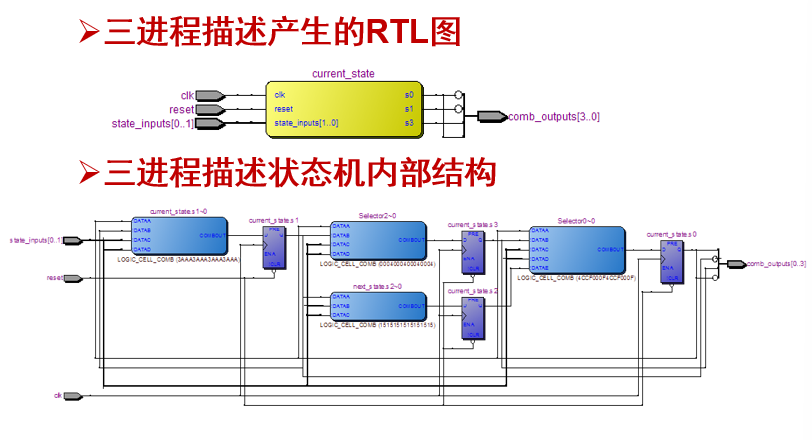 三进程描述产生的RTL图
current_state
clk
reset
state_inputs[0..1]
clk
reset
state_inputs[1..0]
s0
s1
s3
comb_outputs[3..0]
三进程描述状态机内部结构
current_state.s1~0
DATAA
DATAB
DATAC
DATAD
COMBOUT
LOGIC_CELL_COMB (3AAA3AAA3AAA3AAA)
current_state.s1
PRE
D
Q
ENA
CLR
Selector2~0
DATAA
DATAB
DATAC
DATAD
COMBOUT
LOGIC_CELL_COMB (0004000400040004)
next_state.s2~0
DATAA
DATAC
DATAD
COMBOUT
LOGIC_CELL_COMB (1515151515151515)
current_state.s3
PRE
D
Q
ENA
CLR
current_state.s2
PRE
D
Q
ENA
CLR
Selector0~0
DATAA
DATAB
DATAC
DATAD
COMBOUT
LOGIC_CELL_COMB (4CCF000F4CCF000F)
current_state.s0
PRE
D
Q
ENA
CLR
state_inputs[0..1]
reset
clk
comb_outputs[0..3]